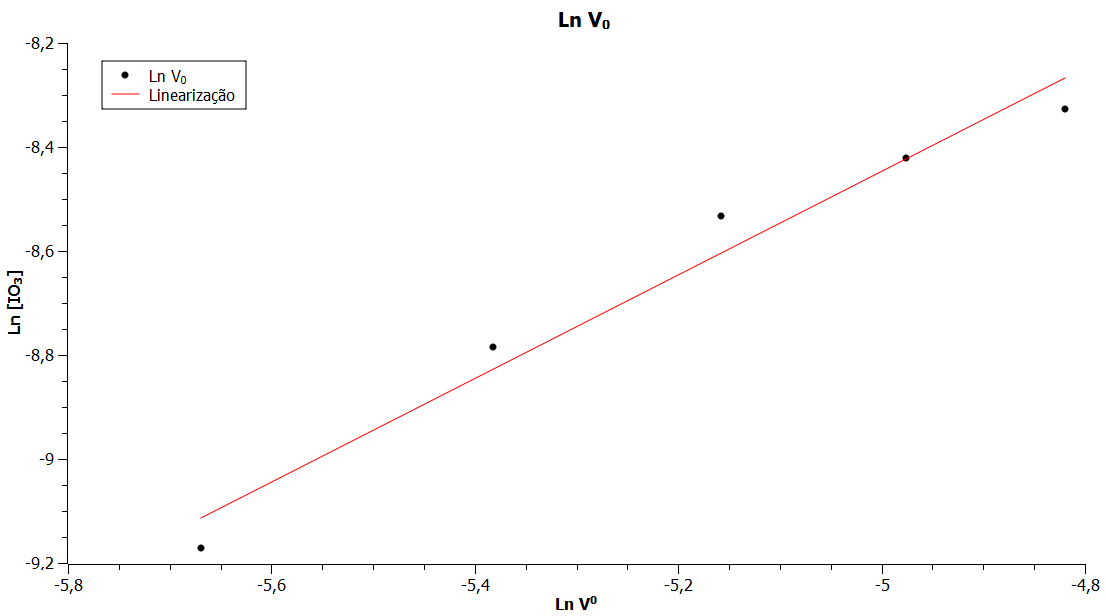 Ln V₀
Ln V₀
Linearização
-8,2
-8,4
-8,6
-8,8
-9
-9,2
Ln [IO₃]
-5,8 -5,6 -5,4 -5,2 -5 -4,8
Ln V⁰